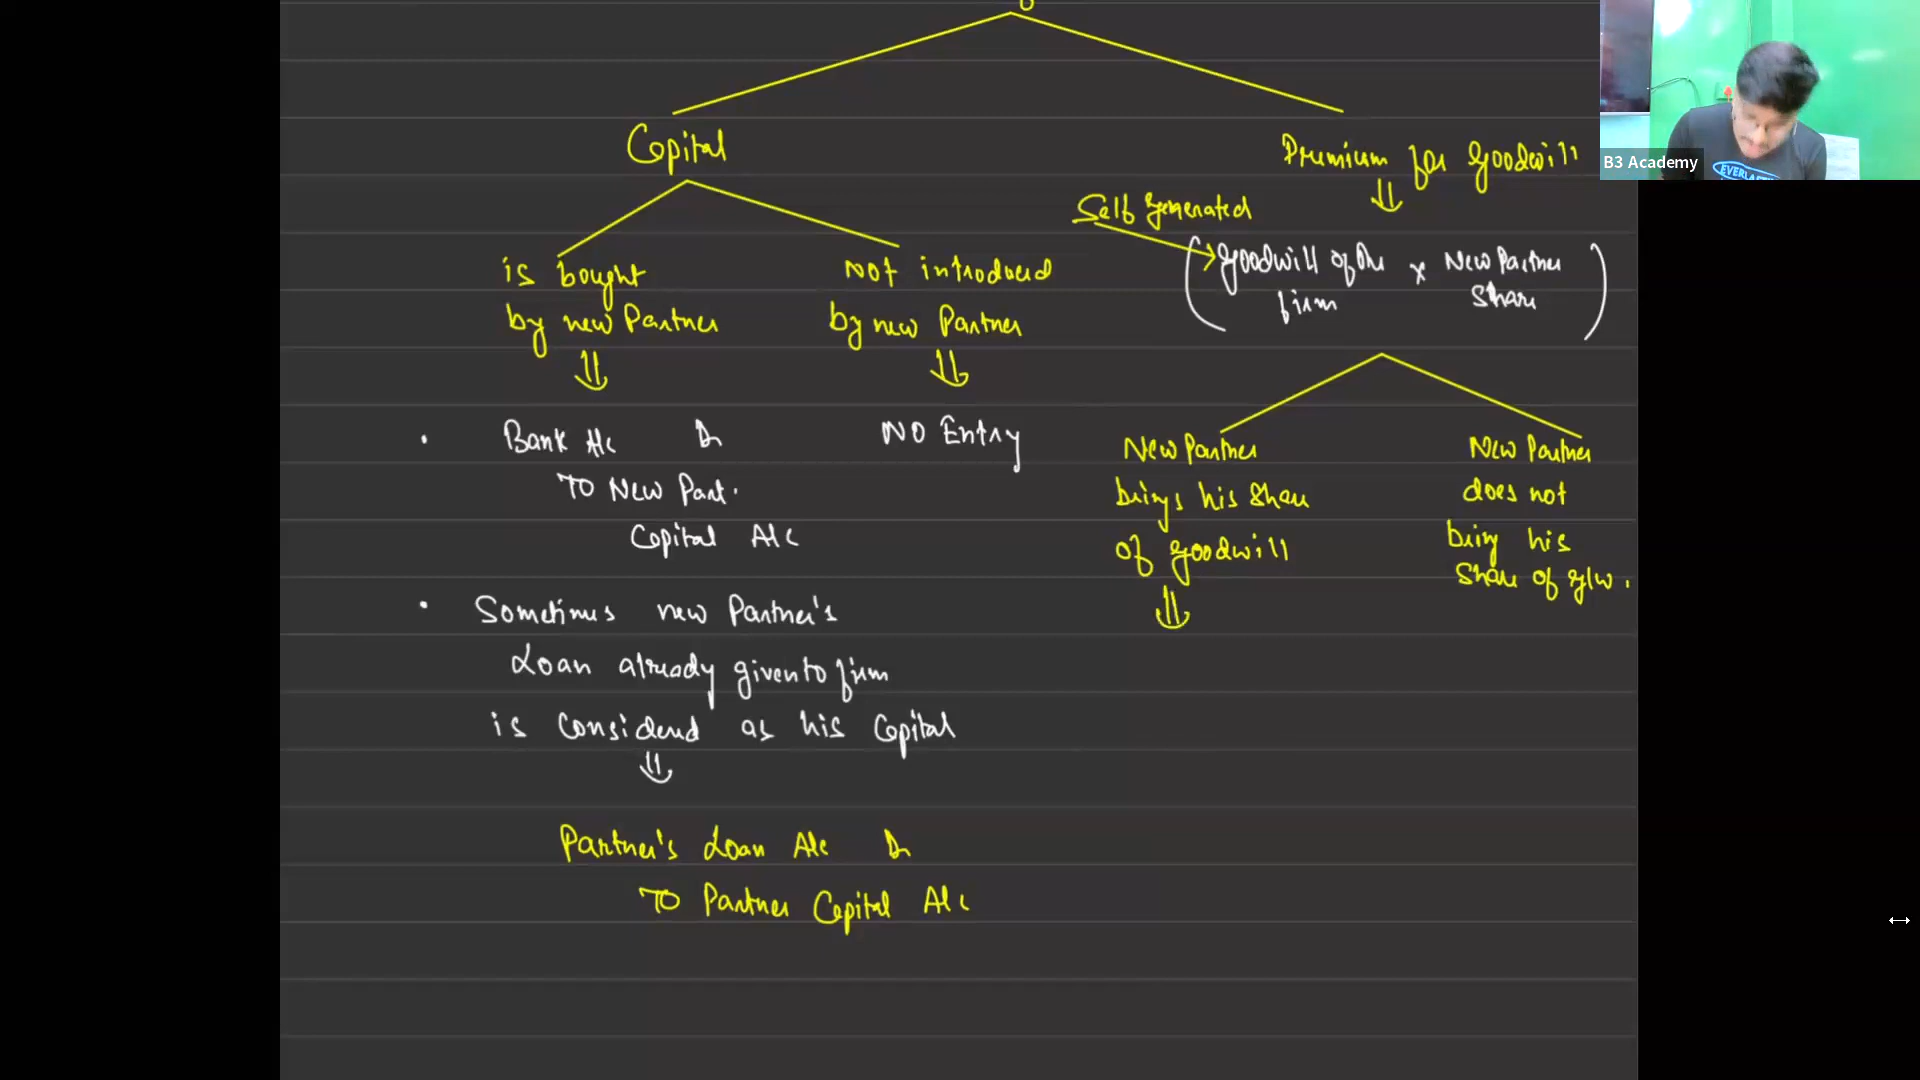 Capital
Premium for Goodwill
B3 Academy
EVERLAST
Self generated
(Goodwill of the firm x New Partner Share)
is bought
by new Partner
Not introduced
by new Partner
Bank A/c Dr
To New Part.
Capital A/c
NO Entry
New Partner
brings his share
of goodwill
New Partner
does not
bring his
share of g/w.
Sometimes new Partner's
Loan already given to firm
is considered as his Capital
Partner's Loan A/c Dr
To Partner Capital A/c